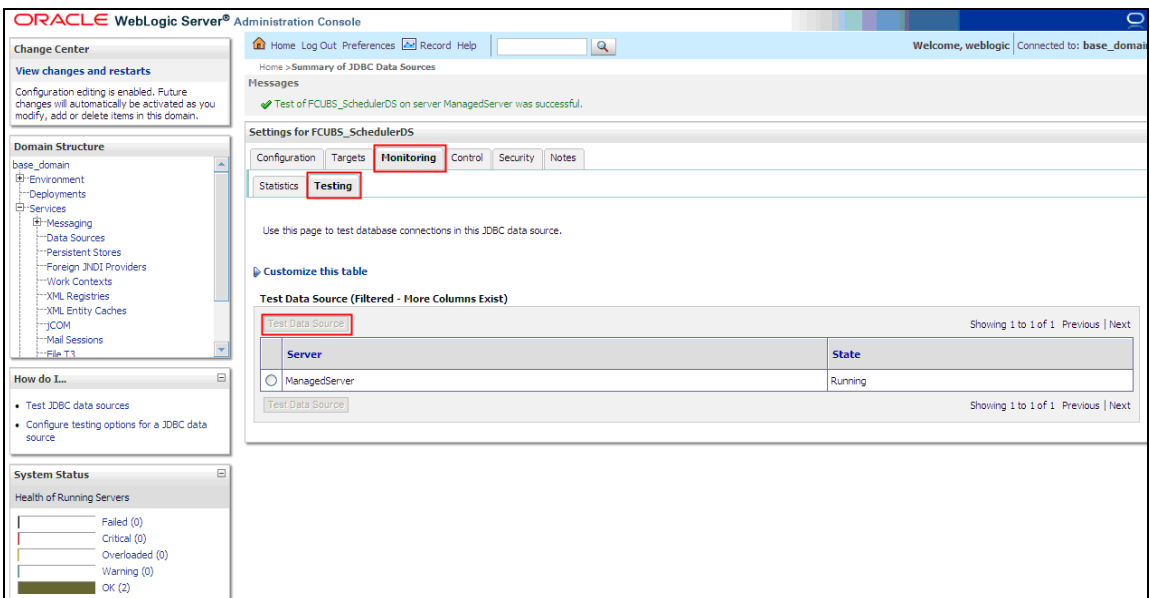 ORACLE WebLogic Server® Administration Console
Change Center
View changes and restarts
Configuration editing is enabled. Future
changes will automatically be activated as you
modify, add or delete items in this domain.
Domain Structure
base_domain
Environment
Deployments
Services
Messaging
Data Sources
Persistent Stores
Foreign JNDI Providers
Work Contexts
XML Registries
XML Entity Caches
jCOM
Mail Sessions
File T3
How do I...
Test JDBC data sources
Configure testing options for a JDBC data
source
System Status
Health of Running Servers
Failed (0)
Critical (0)
Overloaded (0)
Warning (0)
OK (2)
Home Log Out Preferences Record Help
Welcome, weblogic Connected to: base_domai
Home >Summary of JDBC Data Sources
Messages
Test of FCUBS_SchedulerDS on server ManagedServer was successful.
Settings for FCUBS_SchedulerDS
Configuration Targets Monitoring Control Security Notes
Statistics Testing
Use this page to test database connections in this JDBC data source.
Customize this table
Test Data Source (Filtered - More Columns Exist)
Test Data Source Showing 1 to 1 of 1 Previous | Next
Server State
ManagedServer Running
Test Data Source Showing 1 to 1 of 1 Previous | Next